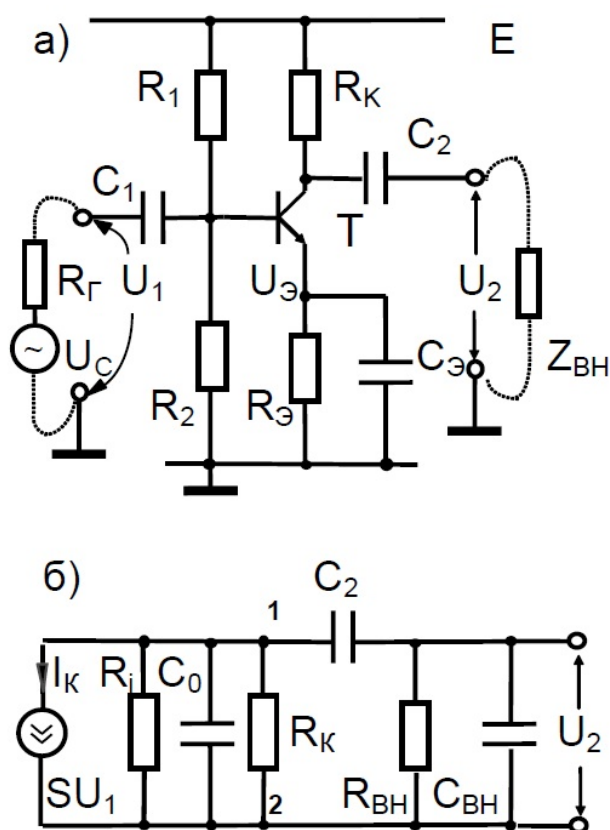 а) E
R₁ Rк
C₂
C₁
T
Rг U₁ Uэ U₂
Uс Cэ Zвн
R₂ Rэ
б) C₂
1
Iк Ri C₀
Rк U₂
SU₁ 2 Rвн Cвн
~